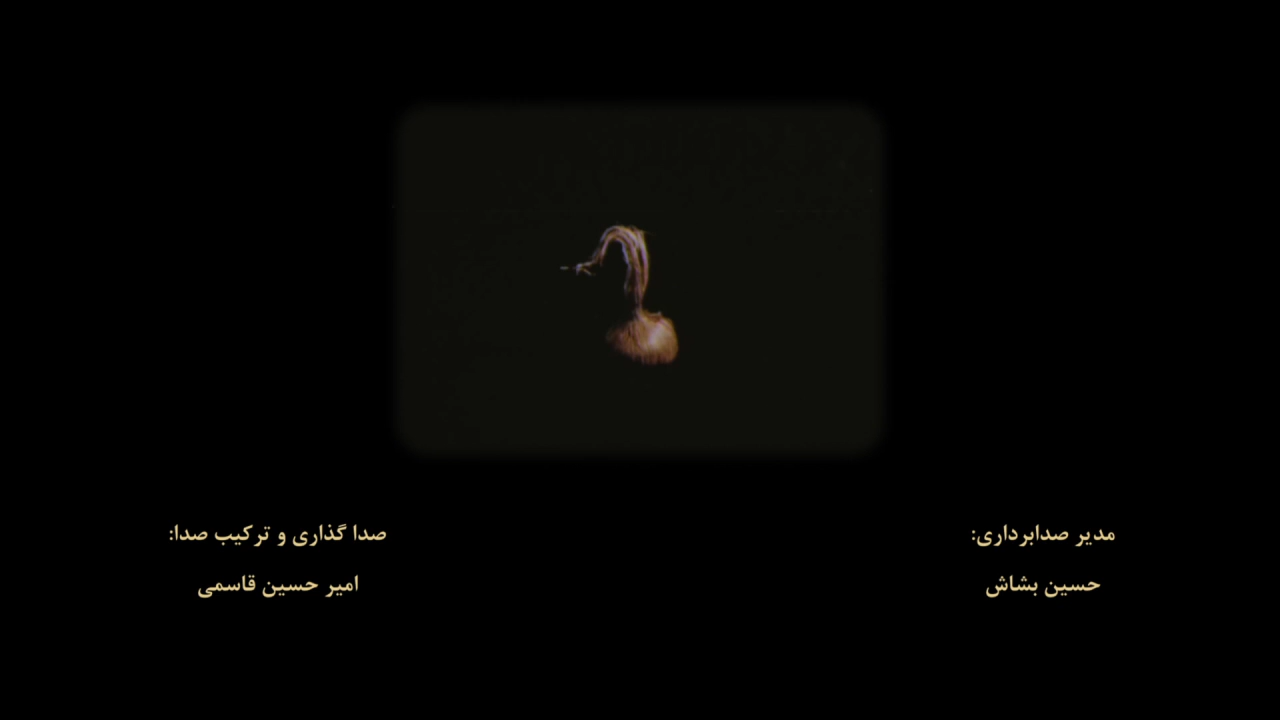 مدیر صدابرداری:
حسین بشاش
صدا گذاری و ترکیب صدا:
امیر حسین قاسمی